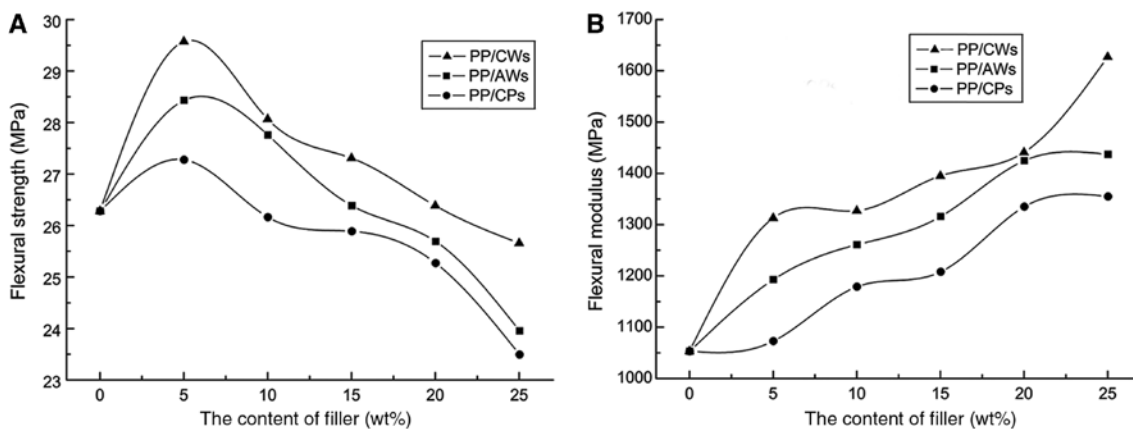 A
Flexural strength (MPa)
30
29
28
27
26
25
24
23
PP/CWs
PP/AWs
PP/CPs
0 5 10 15 20 25
The content of filler (wt%)
B
Flexural modulus (MPa)
1700
1600
1500
1400
1300
1200
1100
1000
PP/CWs
PP/AWs
PP/CPs
0 5 10 15 20 25
The content of filler (wt%)